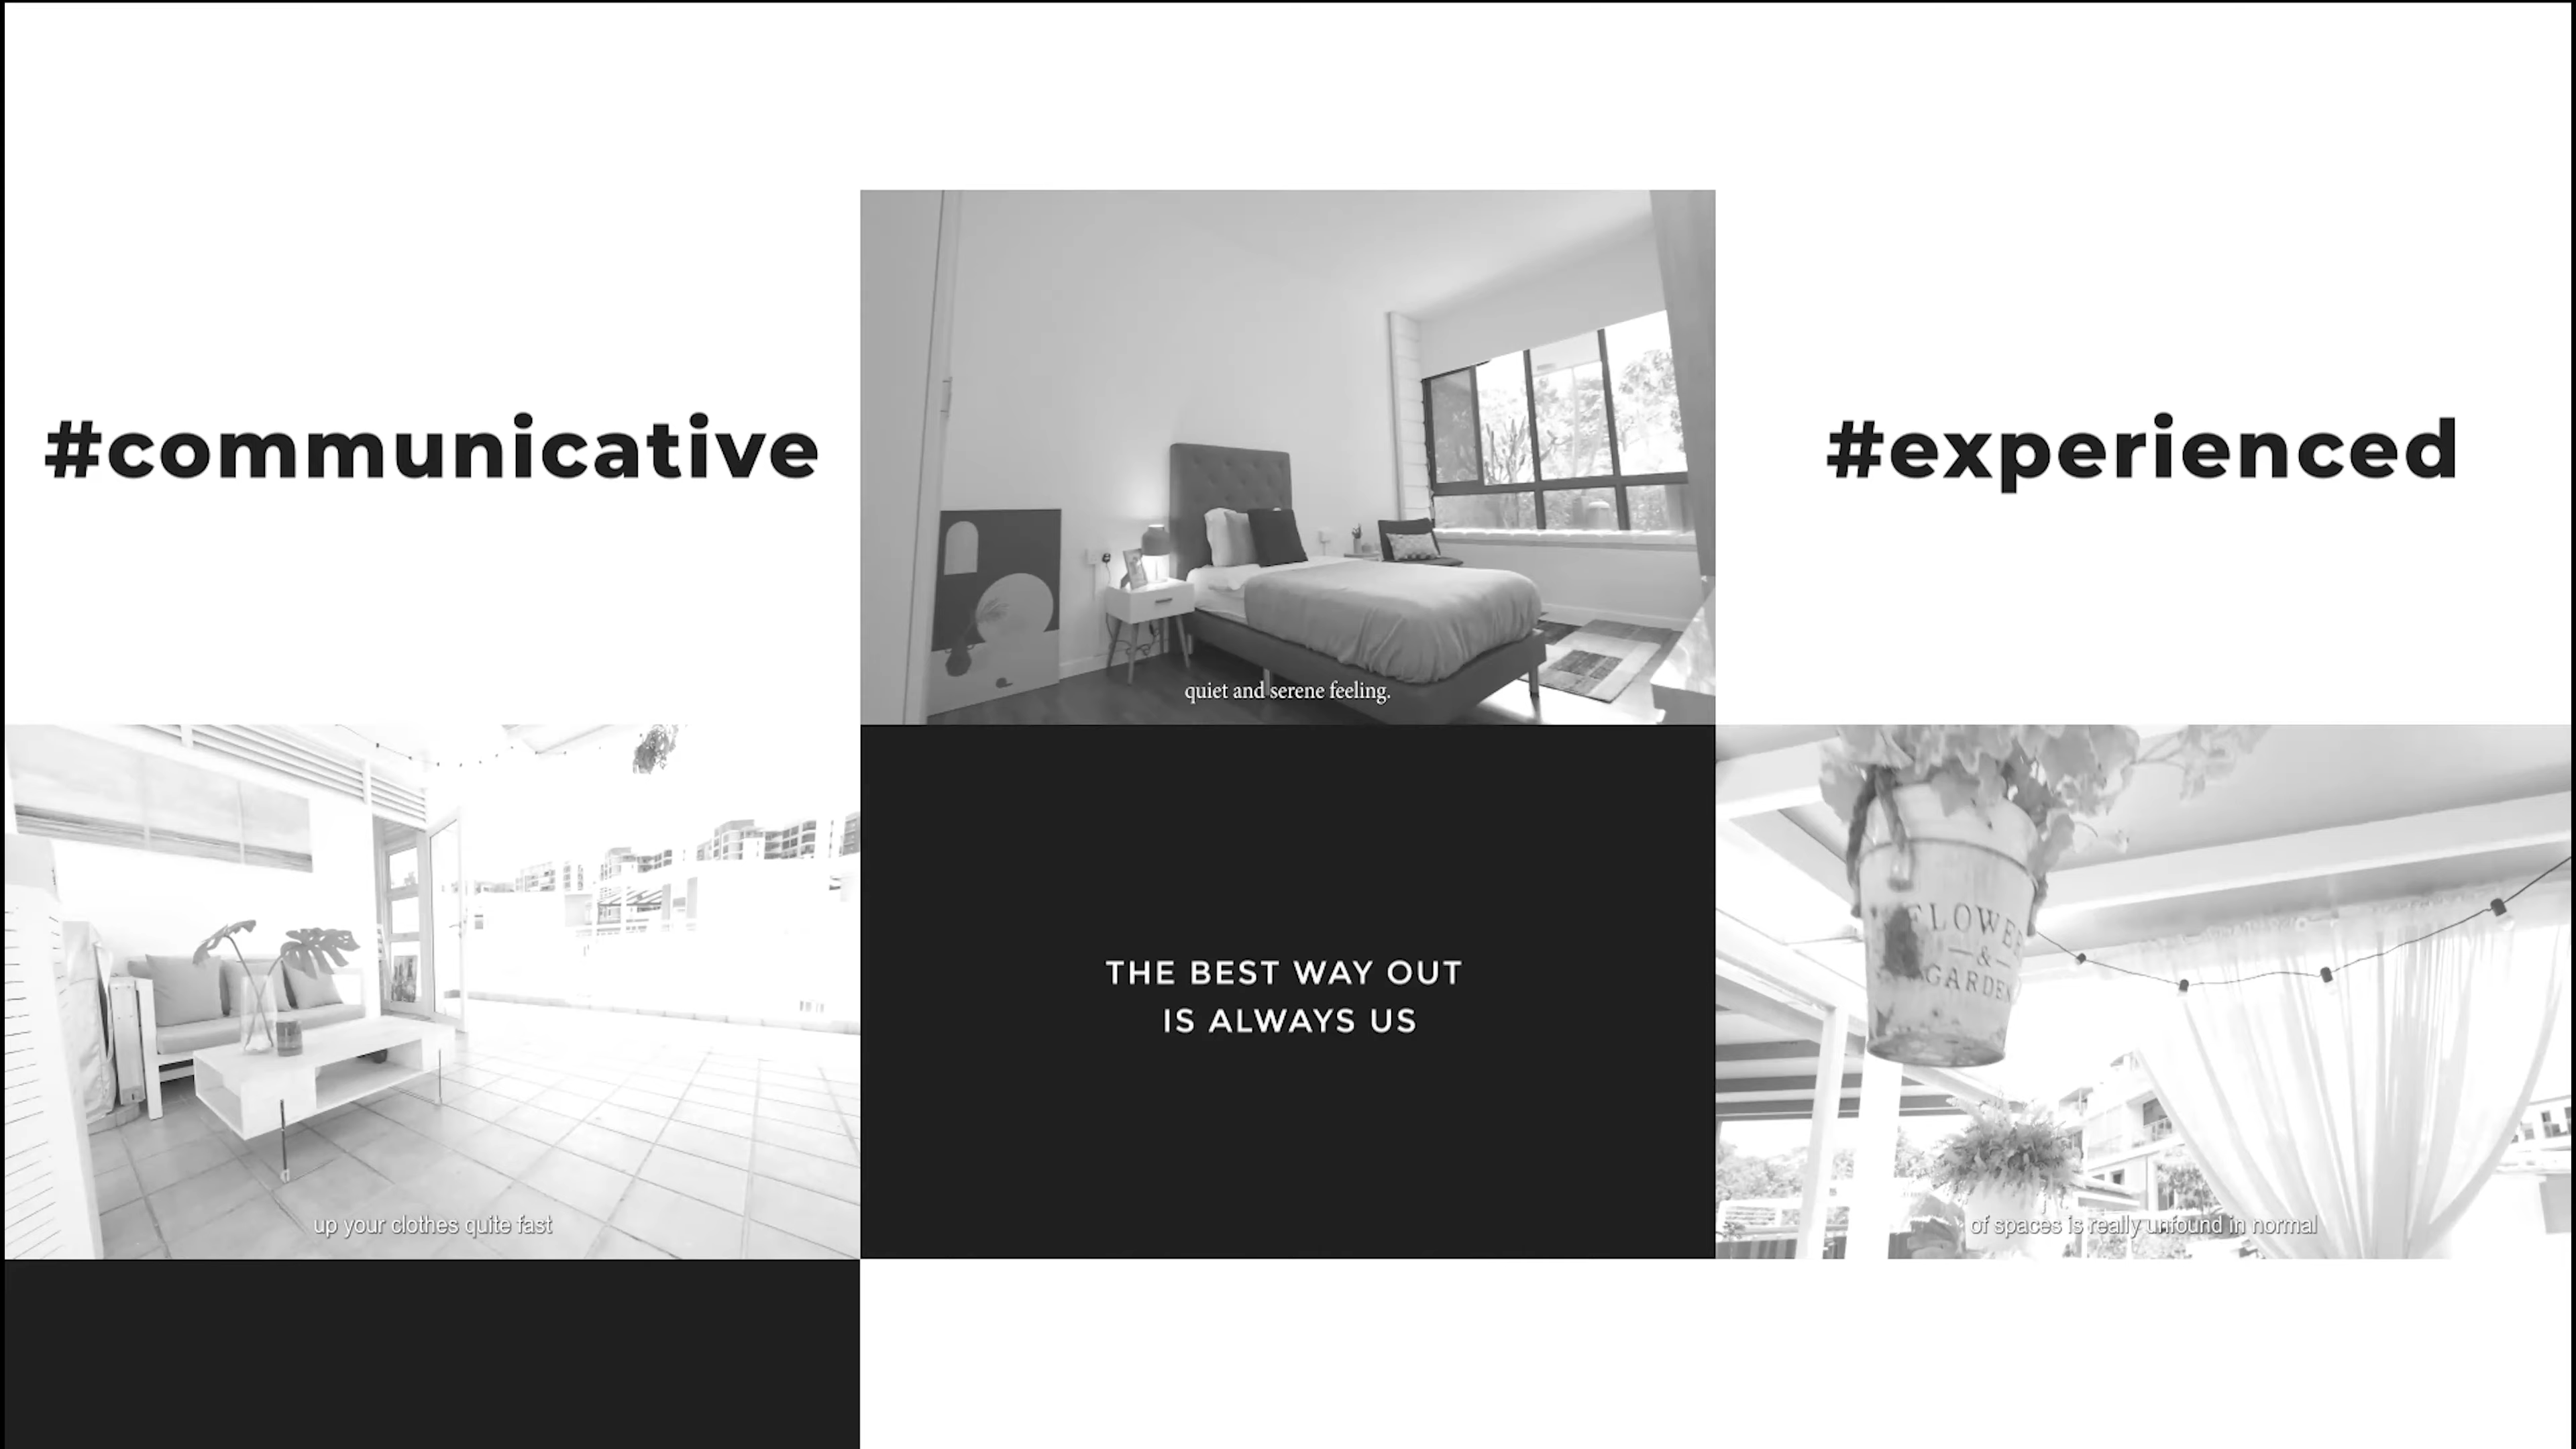 #communicative
#experienced
quiet and serene feeling.
THE BEST WAY OUT
IS ALWAYS US
FLOWER
&
GARDEN
up your clothes quite fast
of spaces is really unfound in normal